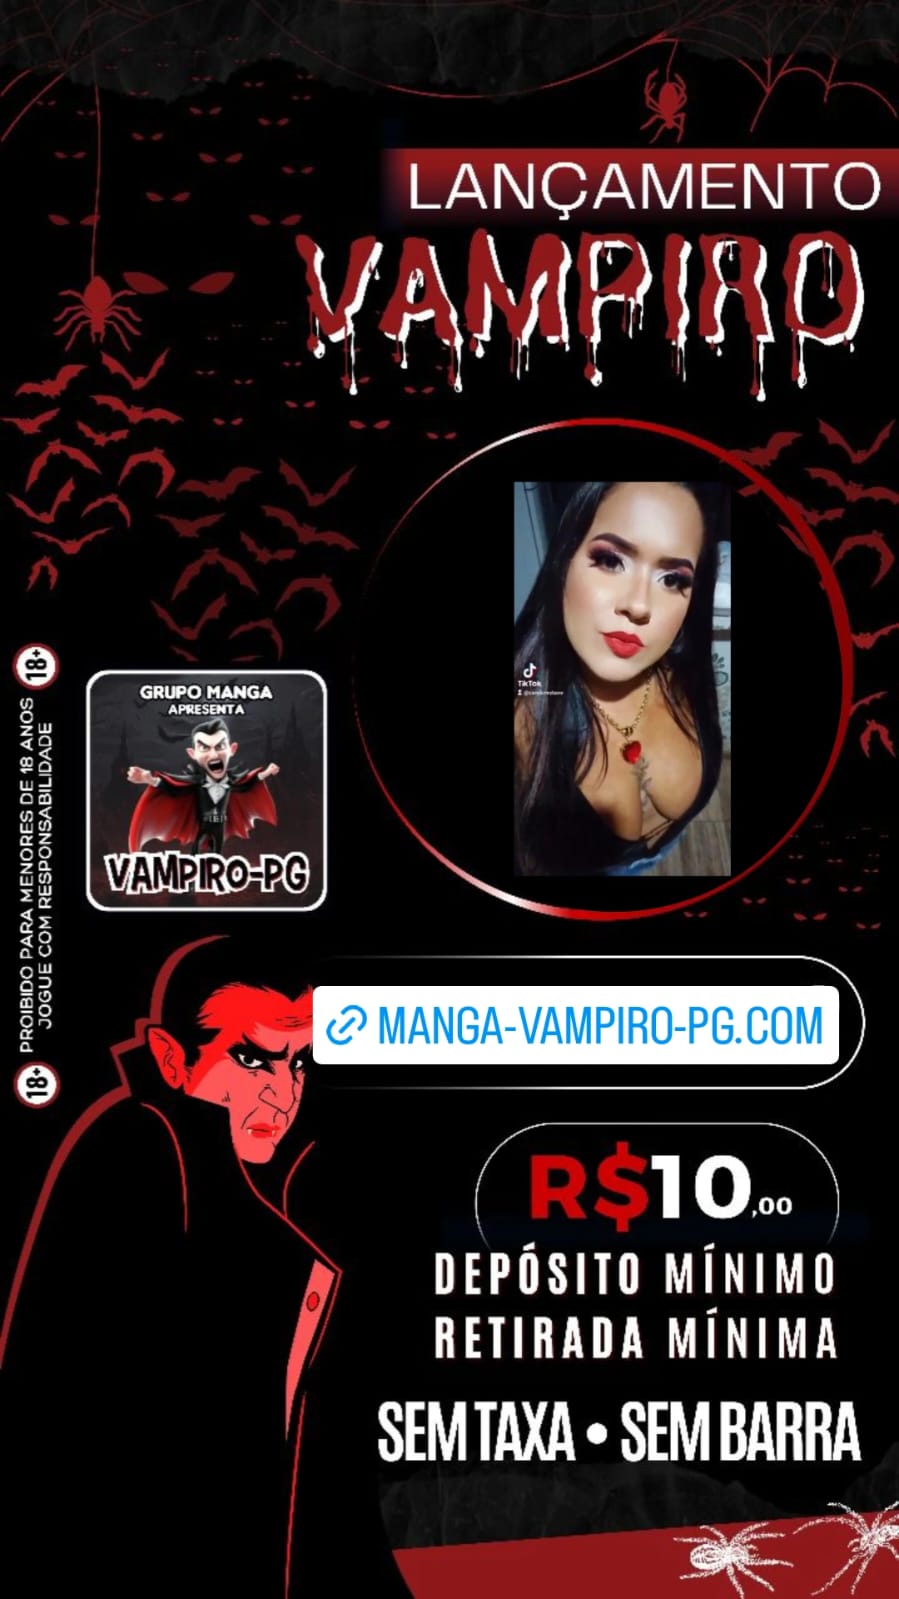 LANÇAMENTO
VAMPIRO
TikTok
GRUPO MANGA
APRESENTA
VAMPIRO-PG
18+
PROIBIDO PARA MENORES DE 18 ANOS
JOGUE COM RESPONSABILIDADE
18+
MANGA-VAMPIRO-PG.COM
R$10,00
DEPÓSITO MÍNIMO
RETIRADA MÍNIMA
SEM TAXA • SEM BARRA